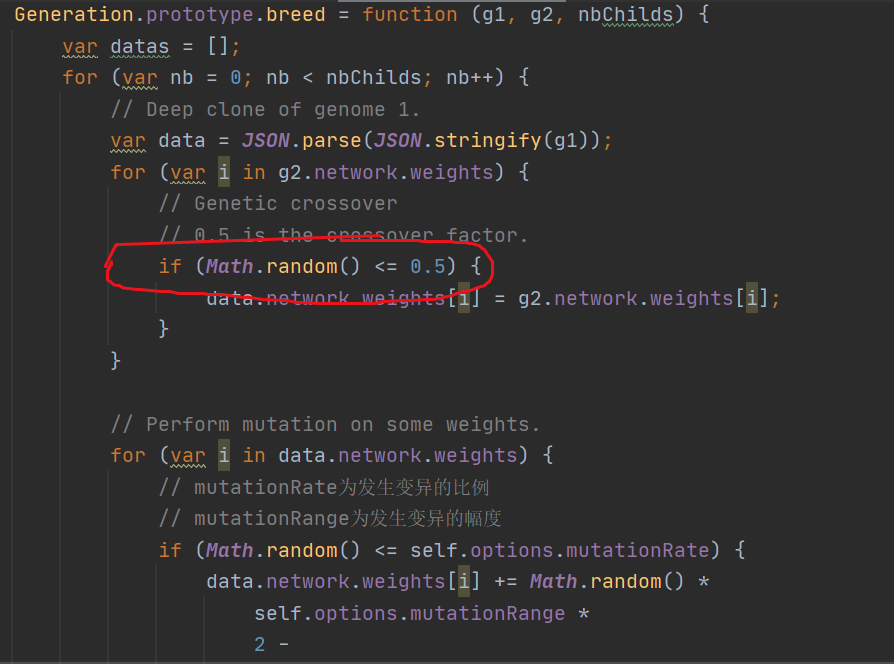 Generation.prototype.breed = function (g1, g2, nbChilds) {
var datas = [];
for (var nb = 0; nb < nbChilds; nb++) {
// Deep clone of genome 1.
var data = JSON.parse(JSON.stringify(g1));
for (var i in g2.network.weights) {
// Genetic crossover
// 0.5 is the crossover factor.
if (Math.random() <= 0.5) {
data.network.weights[i] = g2.network.weights[i];
}
}
// Perform mutation on some weights.
for (var i in data.network.weights) {
// mutationRate为发生变异的比例
// mutationRange为发生变异的幅度
if (Math.random() <= self.options.mutationRate) {
data.network.weights[i] += Math.random() *
self.options.mutationRange *
2 -